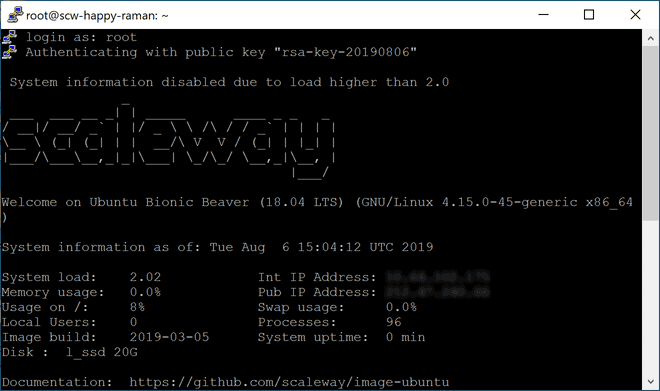 root@scw-happy-raman: ~
login as: root
Authenticating with public key "rsa-key-20190806"
System information disabled due to load higher than 2.0
scaleway
Welcome on Ubuntu Bionic Beaver (18.04 LTS) (GNU/Linux 4.15.0-45-generic x86_64
)
System information as of: Tue Aug  6 15:04:12 UTC 2019
System load:    2.02            Int IP Address:
Memory usage:   0.0%            Pub IP Address:
Usage on /:     8%              Swap usage:     0.0%
Local Users:    0               Processes:      96
Image build:    2019-03-05      System uptime:  0 min
Disk :  l_ssd 20G
Documentation:  https://github.com/scaleway/image-ubuntu